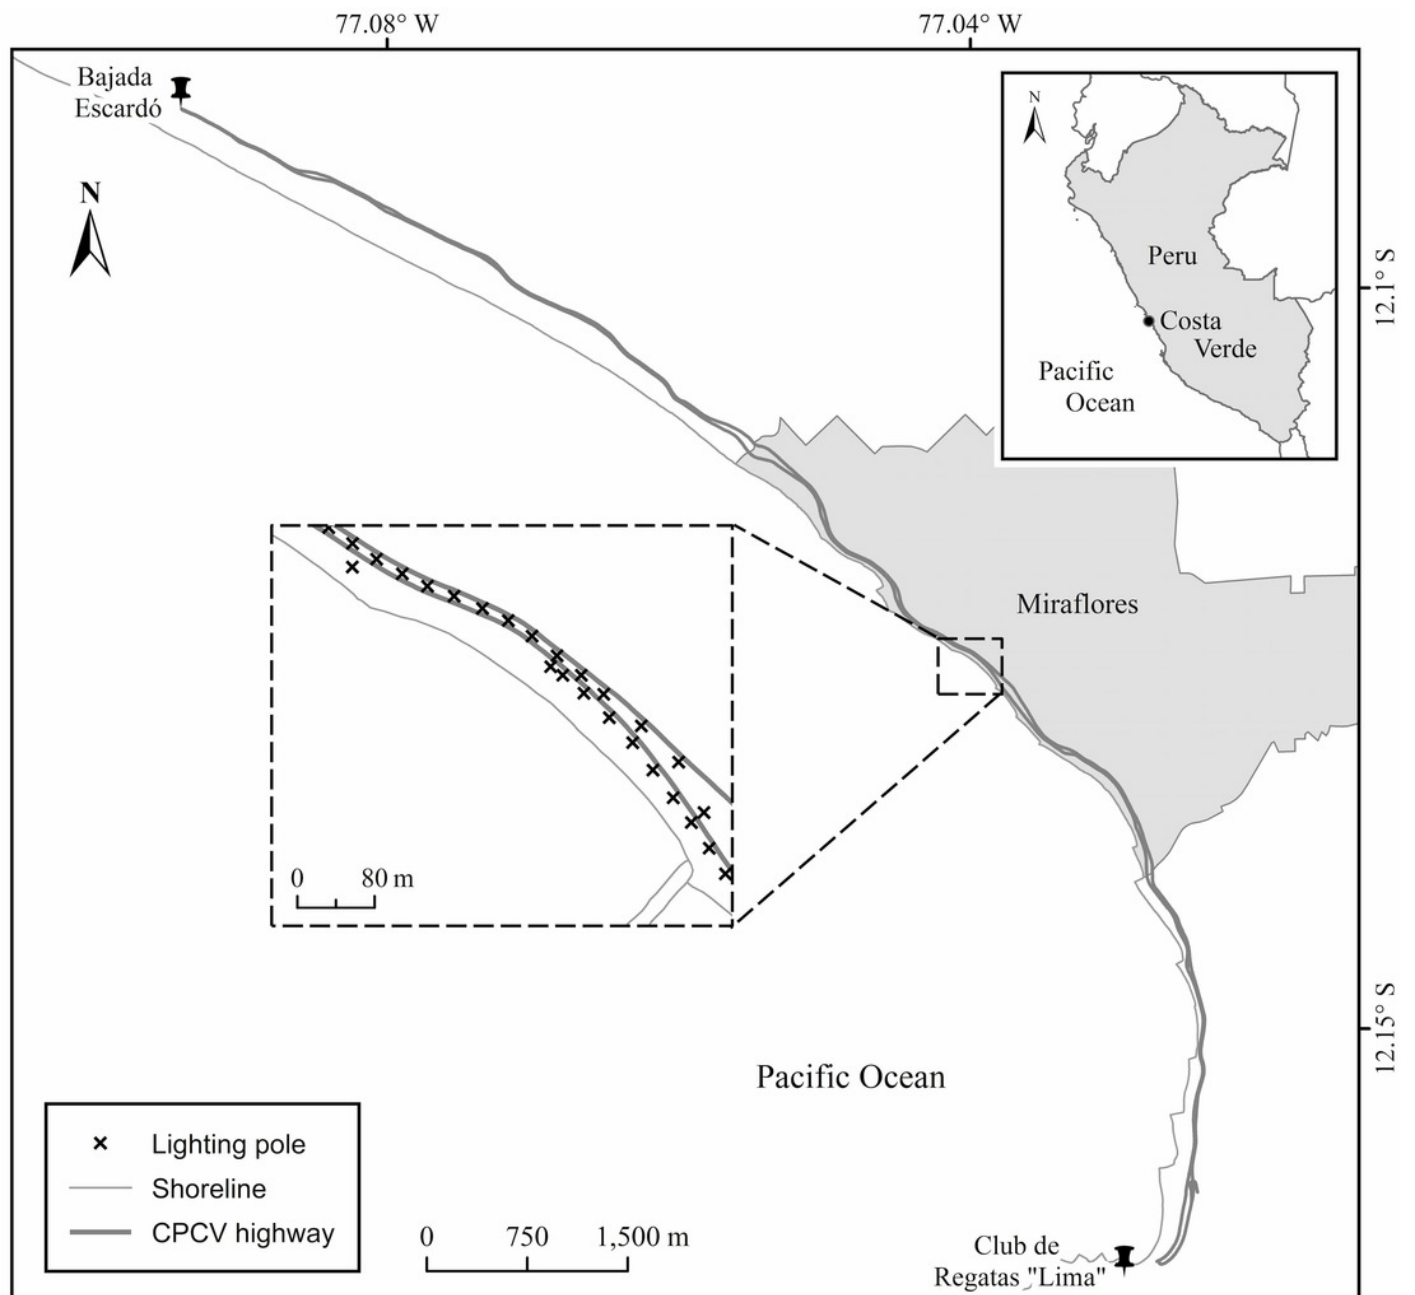 77.08° W
77.04° W
Bajada
Escardó
N
N
Peru
Costa
Verde
Pacific
Ocean
12.1° S
Miraflores
0
80 m
12.15° S
Pacific Ocean
Lighting pole
Shoreline
CPCV highway
0
750
1,500 m
Club de
Regatas "Lima"